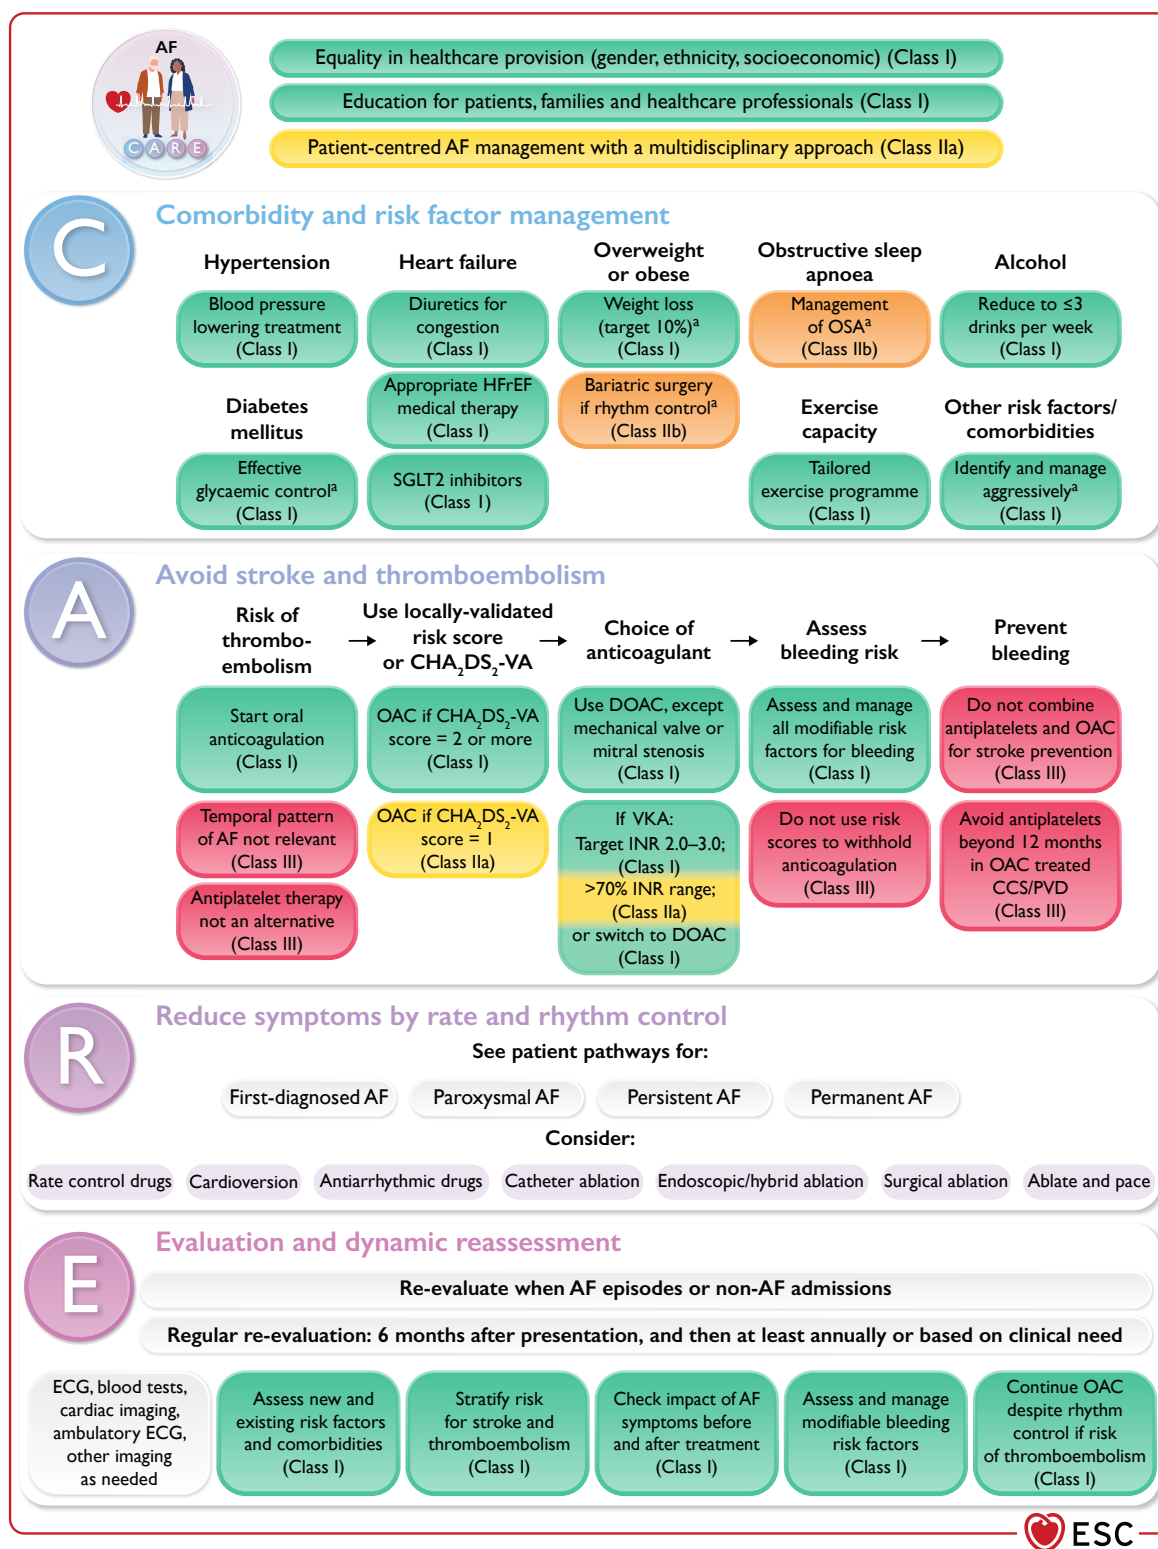 AF
C A R E
Equality in healthcare provision (gender, ethnicity, socioeconomic) (Class I)
Education for patients, families and healthcare professionals (Class I)
Patient-centred AF management with a multidisciplinary approach (Class IIa)
C
Comorbidity and risk factor management
Hypertension
Blood pressure
lowering treatment
(Class I)
Diabetes
mellitus
Effective
glycaemic controlᵃ
(Class I)
Heart failure
Diuretics for
congestion
(Class I)
Appropriate HFrEF
medical therapy
(Class I)
SGLT2 inhibitors
(Class 1)
Overweight
or obese
Weight loss
(target 10%)ᵃ
(Class I)
Bariatric surgery
if rhythm controlᵃ
(Class IIb)
Obstructive sleep
apnoea
Management
of OSAᵃ
(Class IIb)
Exercise
capacity
Tailored
exercise programme
(Class I)
Alcohol
Reduce to ≤3
drinks per week
(Class I)
Other risk factors/
comorbidities
Identify and manage
aggressivelyᵃ
(Class I)
A
Avoid stroke and thromboembolism
Risk of
thrombo-
embolism
Start oral
anticoagulation
(Class I)
Temporal pattern
of AF not relevant
(Class III)
Antiplatelet therapy
not an alternative
(Class III)
Use locally-validated
risk score
or CHA₂DS₂-VA
OAC if CHA₂DS₂-VA
score = 2 or more
(Class I)
OAC if CHA₂DS₂-VA
score = 1
(Class IIa)
Choice of
anticoagulant
Use DOAC, except
mechanical valve or
mitral stenosis
(Class I)
If VKA:
Target INR 2.0–3.0;
(Class I)
>70% INR range;
(Class IIa)
or switch to DOAC
(Class I)
Assess
bleeding risk
Assess and manage
all modifiable risk
factors for bleeding
(Class I)
Do not use risk
scores to withhold
anticoagulation
(Class III)
Prevent
bleeding
Do not combine
antiplatelets and OAC
for stroke prevention
(Class III)
Avoid antiplatelets
beyond 12 months
in OAC treated
CCS/PVD
(Class III)
R
Reduce symptoms by rate and rhythm control
See patient pathways for:
First-diagnosed AF
Paroxysmal AF
Persistent AF
Permanent AF
Consider:
Rate control drugs
Cardioversion
Antiarrhythmic drugs
Catheter ablation
Endoscopic/hybrid ablation
Surgical ablation
Ablate and pace
E
Evaluation and dynamic reassessment
Re-evaluate when AF episodes or non-AF admissions
Regular re-evaluation: 6 months after presentation, and then at least annually or based on clinical need
ECG, blood tests,
cardiac imaging,
ambulatory ECG,
other imaging
as needed
Assess new and
existing risk factors
and comorbidities
(Class I)
Stratify risk
for stroke and
thromboembolism
(Class I)
Check impact of AF
symptoms before
and after treatment
(Class I)
Assess and manage
modifiable bleeding
risk factors
(Class I)
Continue OAC
despite rhythm
control if risk
of thromboembolism
(Class I)
ESC